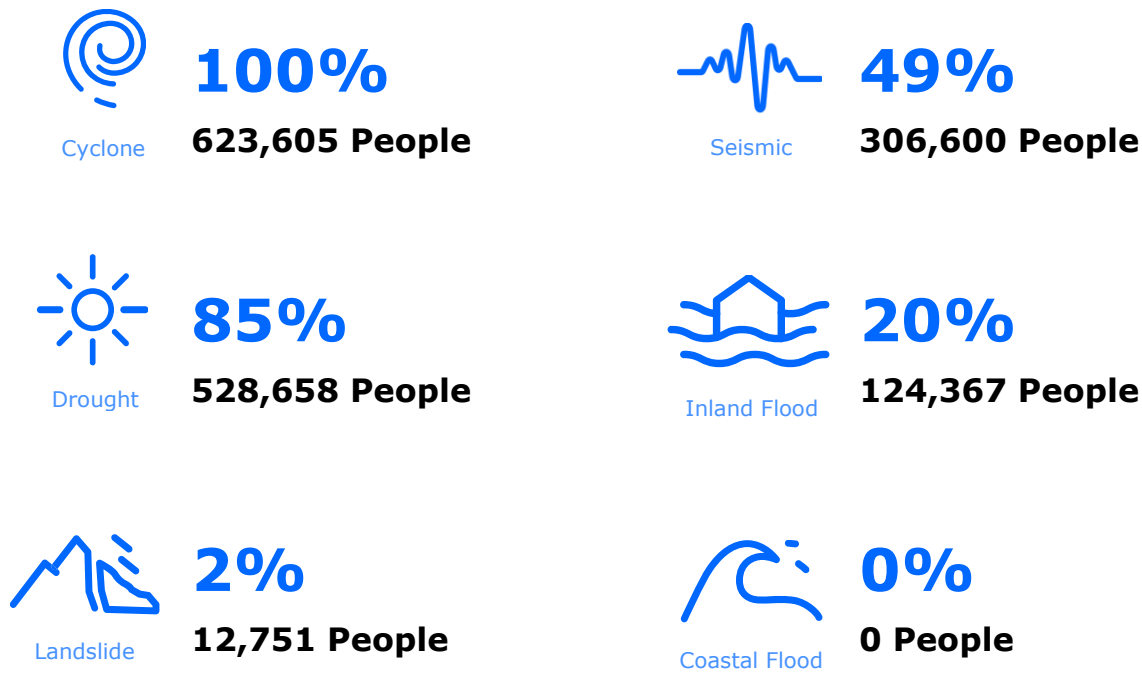 100%
623,605 People
Cyclone
49%
306,600 People
Seismic
85%
528,658 People
Drought
20%
124,367 People
Inland Flood
2%
12,751 People
Landslide
0%
0 People
Coastal Flood